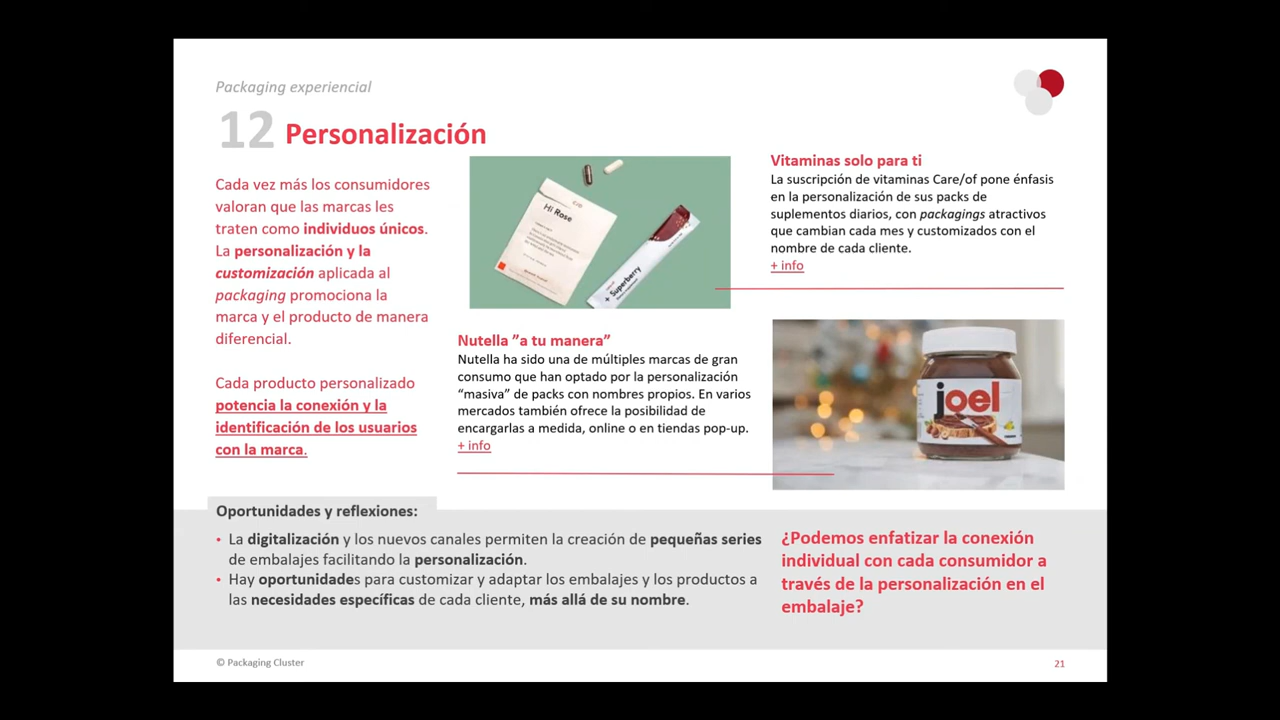 Packaging experiencial
12 Personalización
Cada vez más los consumidores
valoran que las marcas les
traten como individuos únicos.
La personalización y la
customización aplicada al
packaging promociona la
marca y el producto de manera
diferencial.
Cada producto personalizado
potencia la conexión y la
identificación de los usuarios
con la marca.
Hi Rose
+ Superberry
Vitaminas solo para ti
La suscripción de vitaminas Care/of pone énfasis
en la personalización de sus packs de
suplementos diarios, con packagings atractivos
que cambian cada mes y customizados con el
nombre de cada cliente.
+ info
Nutella ”a tu manera”
Nutella ha sido una de múltiples marcas de gran
consumo que han optado por la personalización
“masiva” de packs con nombres propios. En varios
mercados también ofrece la posibilidad de
encargarlas a medida, online o en tiendas pop-up.
+ info
joel
Oportunidades y reflexiones:
• La digitalización y los nuevos canales permiten la creación de pequeñas series
de embalajes facilitando la personalización.
• Hay oportunidades para customizar y adaptar los embalajes y los productos a
las necesidades específicas de cada cliente, más allá de su nombre.
¿Podemos enfatizar la conexión
individual con cada consumidor a
través de la personalización en el
embalaje?
© Packaging Cluster
21